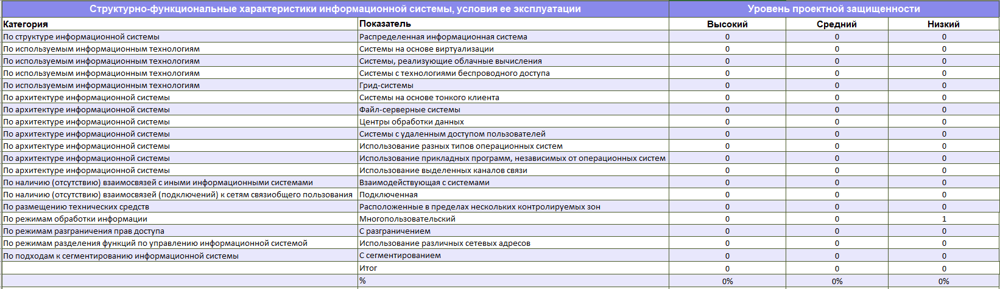 Структурно-функциональные характеристики информационной системы, условия ее эксплуатации Уровень проектной защищенности
Категория Показатель Высокий Средний Низкий
По структуре информационной системы Распределенная информационная система 0 0 0
По используемым информационным технологиям Системы на основе виртуализации 0 0 0
По используемым информационным технологиям Системы, реализующие облачные вычисления 0 0 0
По используемым информационным технологиям Системы с технологиями беспроводного доступа 0 0 0
По используемым информационным технологиям Грид-системы 0 0 0
По архитектуре информационной системы Системы на основе тонкого клиента 0 0 0
По архитектуре информационной системы Файл-серверные системы 0 0 0
По архитектуре информационной системы Центры обработки данных 0 0 0
По архитектуре информационной системы Системы с удаленным доступом пользователей 0 0 0
По архитектуре информационной системы Использование разных типов операционных систем 0 0 0
По архитектуре информационной системы Использование прикладных программ, независимых от операционных систем 0 0 0
По архитектуре информационной системы Использование выделенных каналов связи 0 0 0
По наличию (отсутствию) взаимосвязей с иными информационными системами Взаимодействующая с системами 0 0 0
По наличию (отсутствию) взаимосвязей (подключений) к сетям связиобщего пользования Подключенная 0 0 0
По размещению технических средств Расположенные в пределах нескольких контролируемых зон 0 0 0
По режимам обработки информации Многопользовательский 0 0 1
По режимам разграничения прав доступа С разграничением 0 0 0
По режимам разделения функций по управлению информационной системой Использование различных сетевых адресов 0 0 0
По подходам к сегментированию информационной системы С сегментированием 0 0 0
Итог 0 0 0
% 0% 0% 0%